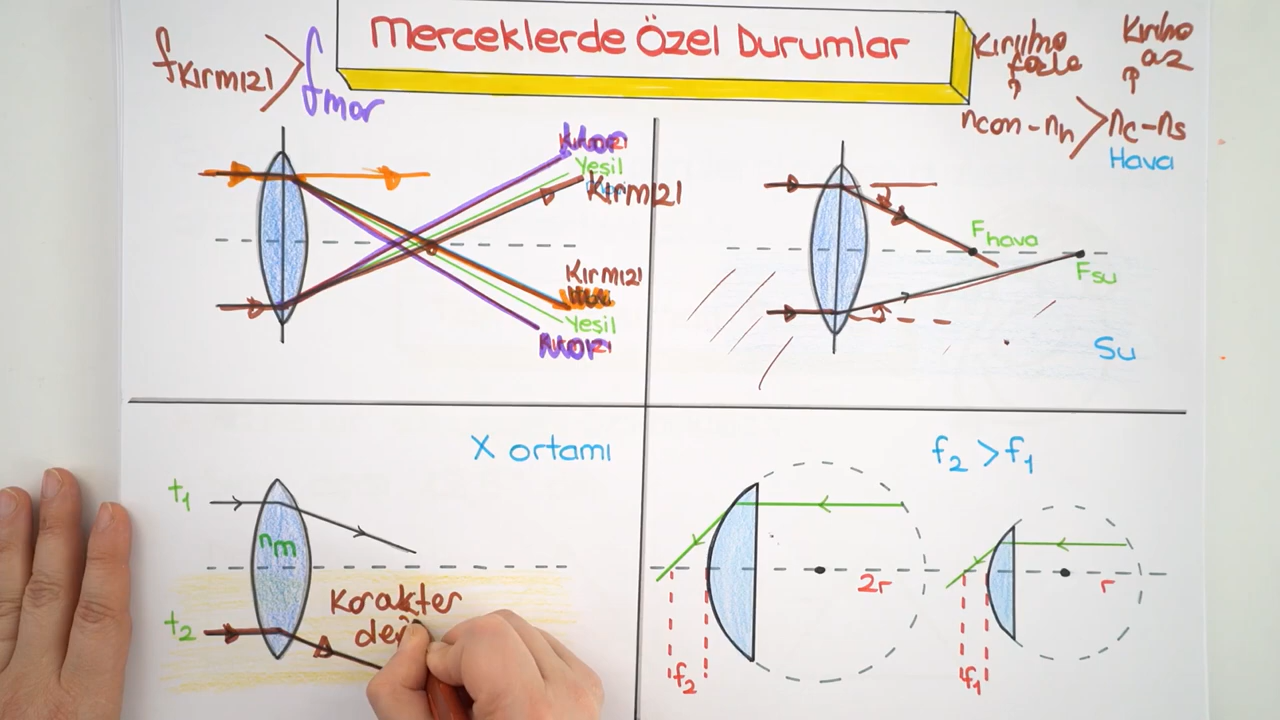 Merceklerde Özel Durumlar
fkırmızı > fmor
Kırılma
fazla
Kırılma
az
ncam-nh > nc-ns
Hava
Mor
Yeşil
Kırmızı
Kırmızı
Yeşil
Mor
Fhava
Fsu
Su
X ortamı
t1
nm
t2
Karakter
değ
f2 > f1
2r
f2
r
f1